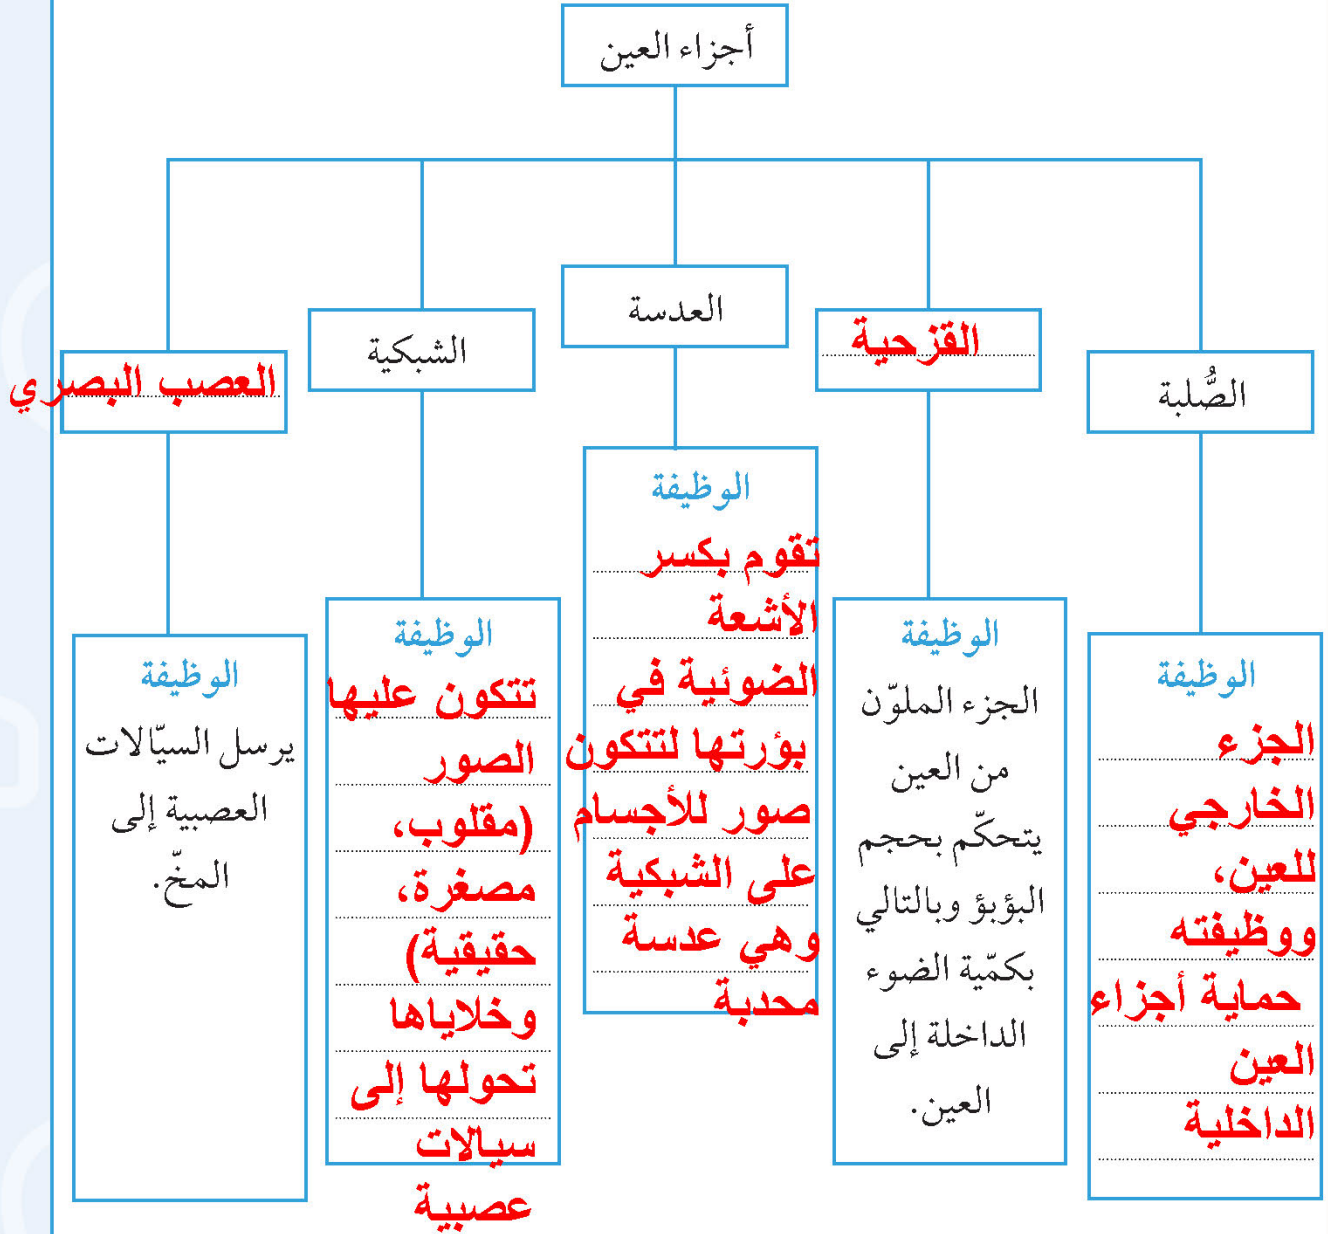 أجزاء العين
الصُّلبة
الوظيفة
الجزء
الخارجي
للعين،
ووظيفته
حماية أجزاء
العين
الداخلية
القزحية
الوظيفة
الجزء الملوّن
من العين
يتحكّم بحجم
البؤبؤ وبالتالي
بكمّية الضوء
الداخلة إلى
العين.
العدسة
الوظيفة
تقوم بكسر
الأشعة
الضوئية في
بؤرتها لتتكون
صور للأجسام
على الشبكية
وهي عدسة
محدبة
الشبكية
الوظيفة
تتكون عليها
الصور
(مقلوب،
مصغرة،
حقيقية)
وخلاياها
تحولها إلى
سيالات
عصبية
العصب البصري
الوظيفة
يرسل السيّالات
العصبية إلى
المخّ.